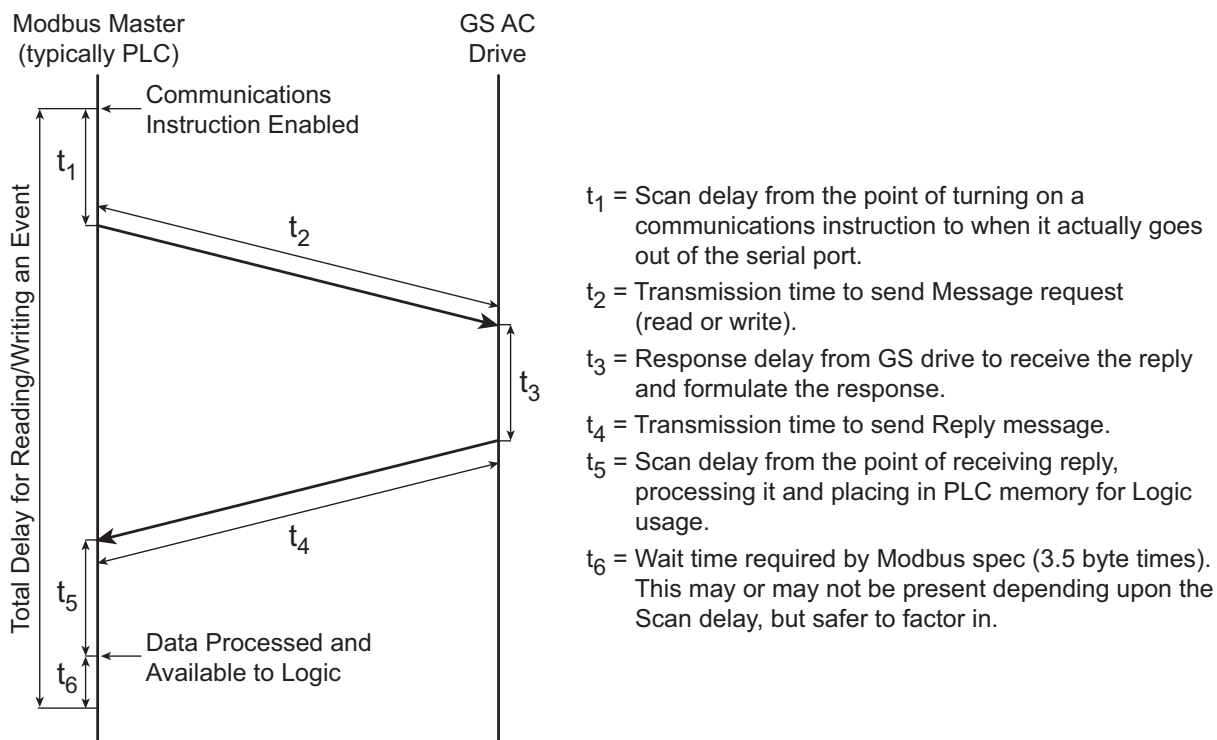 Modbus Master
(typically PLC)
GS AC
Drive
Communications
Instruction Enabled
Total Delay for Reading/Writing an Event
t1
t2
t3
t4
t5
Data Processed and
Available to Logic
t6
t1 = Scan delay from the point of turning on a
communications instruction to when it actually goes
out of the serial port.
t2 = Transmission time to send Message request
(read or write).
t3 = Response delay from GS drive to receive the reply
and formulate the response.
t4 = Transmission time to send Reply message.
t5 = Scan delay from the point of receiving reply,
processing it and placing in PLC memory for Logic
usage.
t6 = Wait time required by Modbus spec (3.5 byte times).
This may or may not be present depending upon the
Scan delay, but safer to factor in.